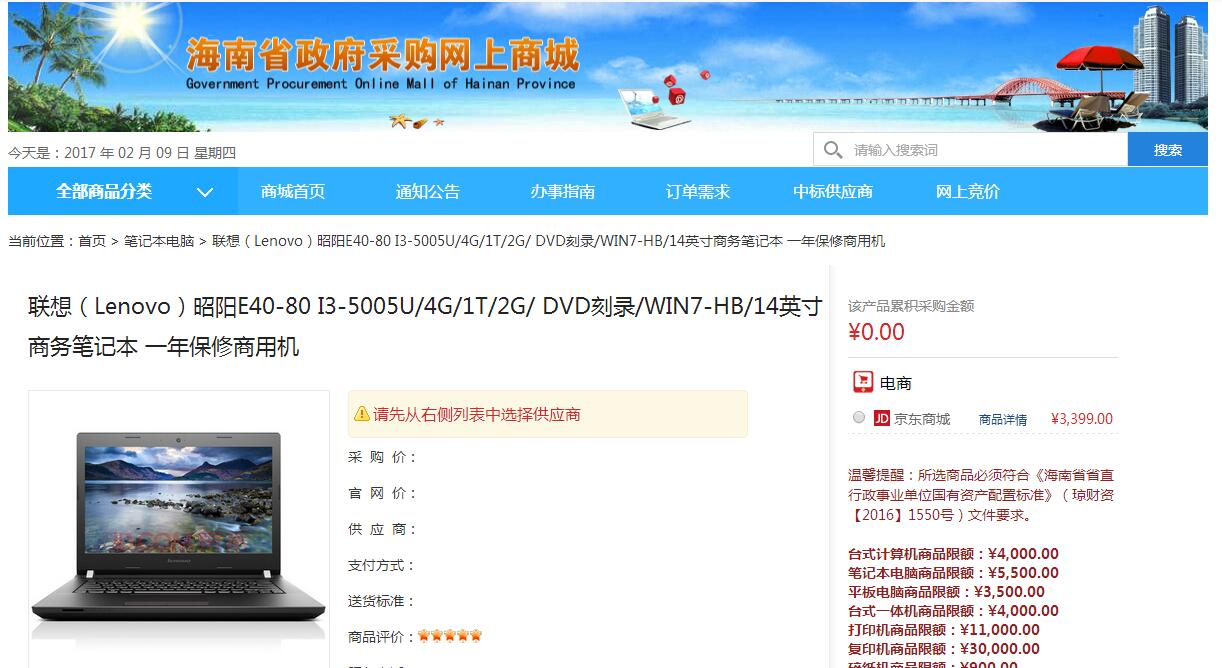 海南省政府采购网上商城
Government Procurement Online Mall of Hainan Province
今天是：2017 年 02 月 09 日 星期四
请输入搜索词
搜索
全部商品分类 商城首页 通知公告 办事指南 订单需求 中标供应商 网上竞价
当前位置：首页 > 笔记本电脑 > 联想（Lenovo）昭阳E40-80 I3-5005U/4G/1T/2G/ DVD刻录/WIN7-HB/14英寸商务笔记本 一年保修商用机
联想（Lenovo）昭阳E40-80 I3-5005U/4G/1T/2G/ DVD刻录/WIN7-HB/14英寸
商务笔记本 一年保修商用机
请先从右侧列表中选择供应商
采 购 价：
官 网 价：
供 应 商：
支付方式：
送货标准：
商品评价：
该产品累积采购金额
¥0.00
电商
JD 京东商城 商品详情 ¥3,399.00
温馨提醒：所选商品必须符合《海南省省直
行政事业单位国有资产配置标准》（琼财资
【2016】1550号）文件要求。
台式计算机商品限额：¥4,000.00
笔记本电脑商品限额：¥5,500.00
平板电脑商品限额：¥3,500.00
台式一体机商品限额：¥4,000.00
打印机商品限额：¥11,000.00
复印机商品限额：¥30,000.00
碎纸机商品限额：¥900.00